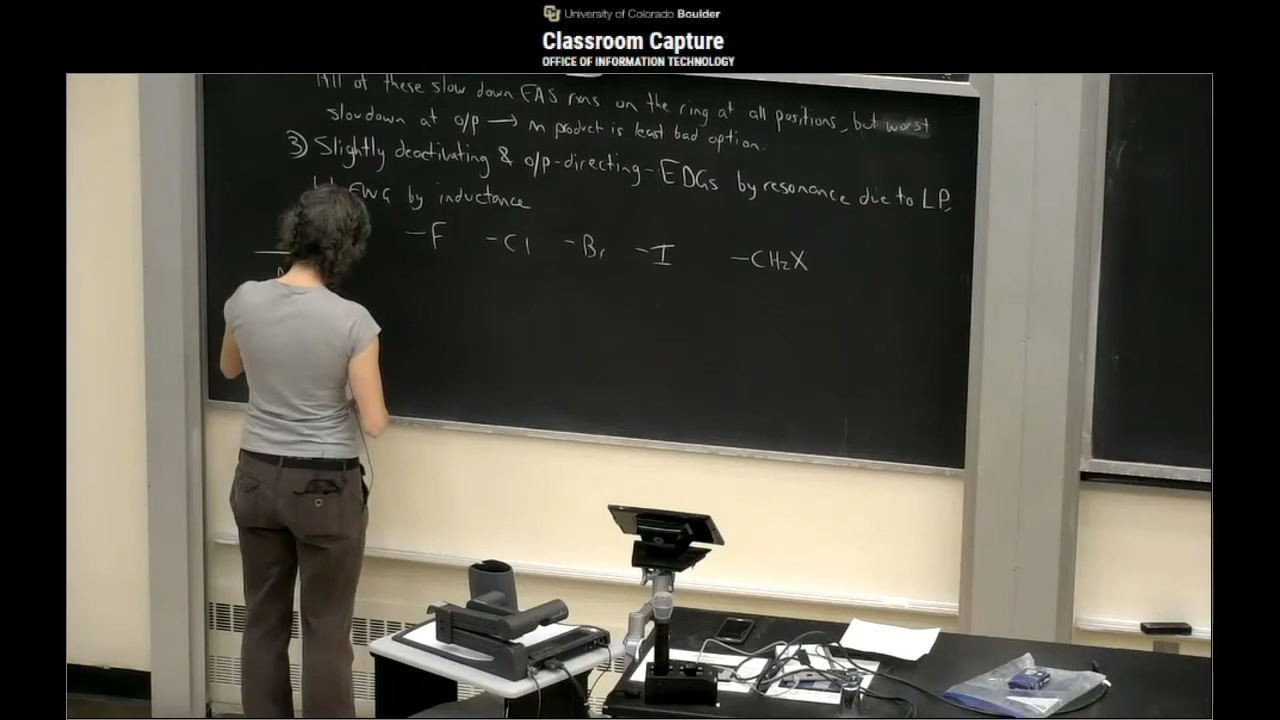 University of Colorado Boulder
Classroom Capture
OFFICE OF INFORMATION TECHNOLOGY
All of these slow down EAS rxns on the ring at all positions, but worst
slowdown at o/p → m product is least bad option.
3) Slightly deactivating & o/p-directing - EDGs by resonance due to LP,
EWG by inductance
-F -Cl -Br -I -CH2X